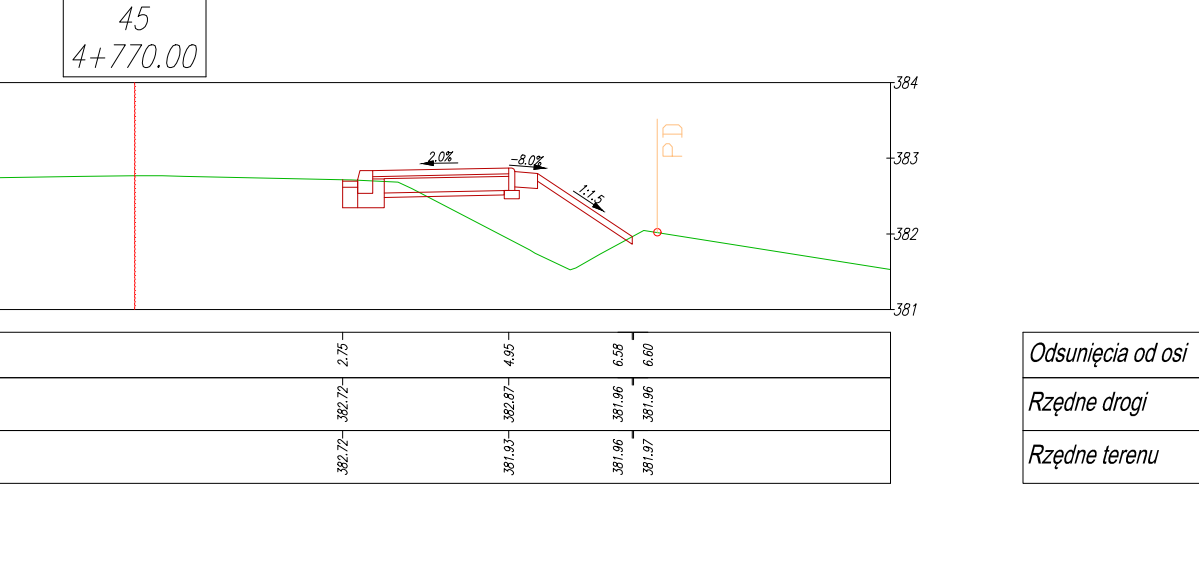 45
4+770.00
384
383
382
381
2.0%
-8.0%
1:1.5
PD
2.75 4.95 6.58 6.60 Odsunięcia od osi
382.72 382.87 381.96 381.96 Rzędne drogi
382.72 381.93 381.96 381.97 Rzędne terenu